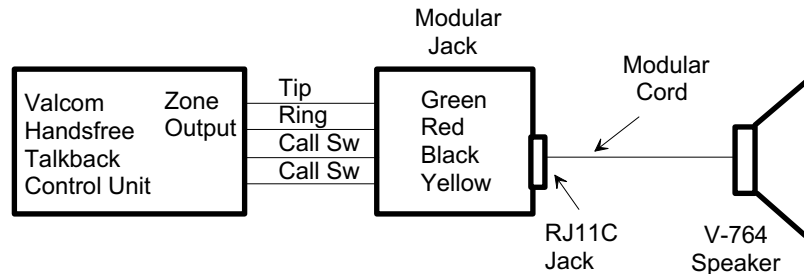 Modular
Jack
Valcom
Handsfree
Talkback
Control Unit
Zone
Output
Tip
Ring
Call Sw
Call Sw
Green
Red
Black
Yellow
Modular
Cord
RJ11C
Jack
V-764
Speaker